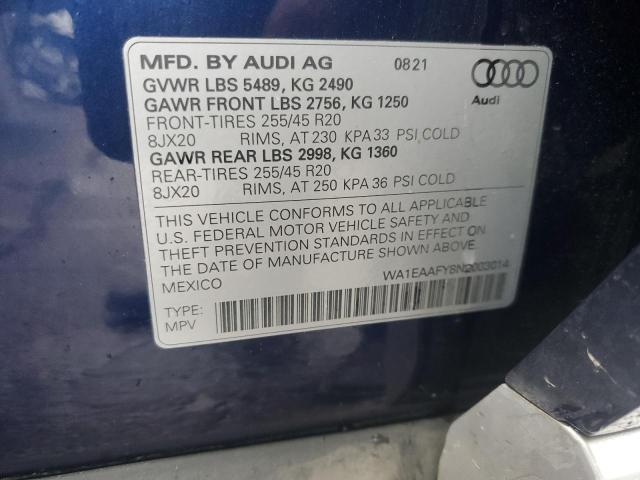 MFD. BY AUDI AG 08 21
GVWR LBS 5489, KG 2490
GAWR FRONT LBS 2756, KG 1250
FRONT-TIRES 255/45 R20
8JX20 RIMS, AT 230 KPA 33 PSI COLD
GAWR REAR LBS 2998, KG 1360
REAR-TIRES 255/45 R20
8JX20 RIMS, AT 250 KPA 36 PSI COLD
Audi
THIS VEHICLE CONFORMS TO ALL APPLICABLE
U.S. FEDERAL MOTOR VEHICLE SAFETY AND
THEFT PREVENTION STANDARDS IN EFFECT ON
THE DATE OF MANUFACTURE SHOWN ABOVE.
MEXICO WA1EAAFY8N2003014
TYPE:
MPV